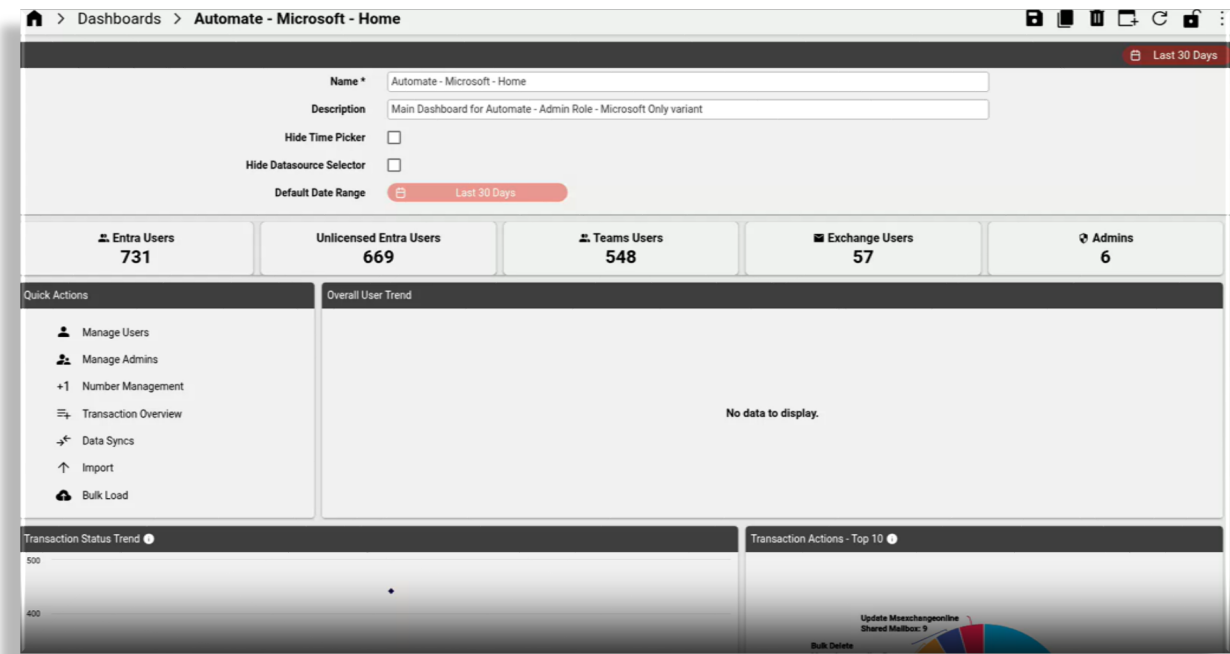 > Dashboards > Automate - Microsoft - Home
Last 30 Days
Name * Automate - Microsoft - Home
Description Main Dashboard for Automate - Admin Role - Microsoft Only variant
Hide Time Picker
Hide Datasource Selector
Default Date Range Last 30 Days
Entra Users
731
Unlicensed Entra Users
669
Teams Users
548
Exchange Users
57
Admins
6
Quick Actions
Manage Users
Manage Admins
+1 Number Management
Transaction Overview
Data Syncs
Import
Bulk Load
Overall User Trend
No data to display.
Transaction Status Trend
500
400
Transaction Actions - Top 10
Update Msexchangeonline
Shared Mailbox: 9
Bulk Delete